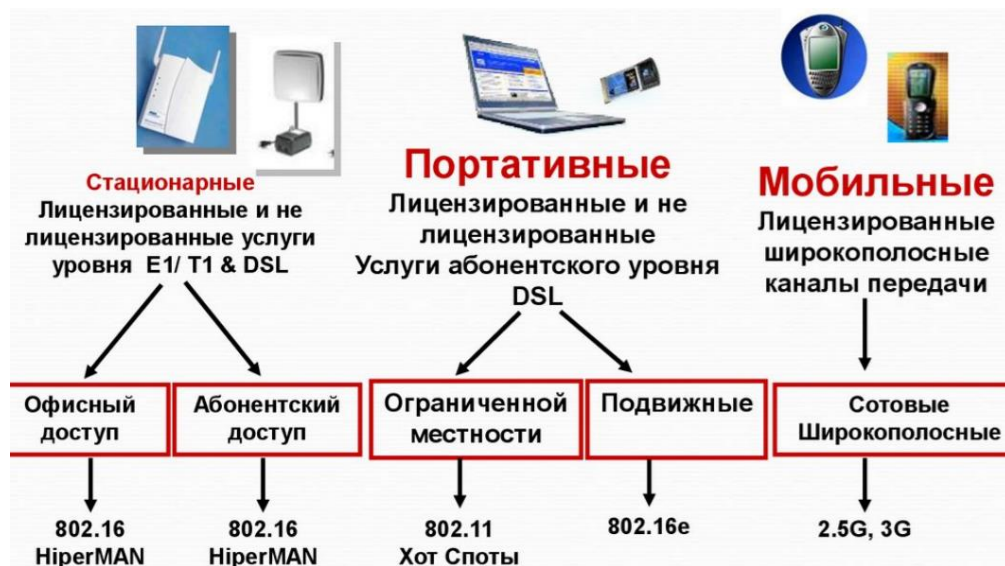 Стационарные
Лицензированные и не
лицензированные услуги
уровня E1/ T1 & DSL
Офисный
доступ
802.16
HiperMAN
Абонентский
доступ
802.16
HiperMAN
Портативные
Лицензированные и не
лицензированные
Услуги абонентского уровня
DSL
Ограниченной
местности
802.11
Хот Споты
Подвижные
802.16e
Мобильные
Лицензированные
широкополосные
каналы передачи
Сотовые
Широкополосные
2.5G, 3G